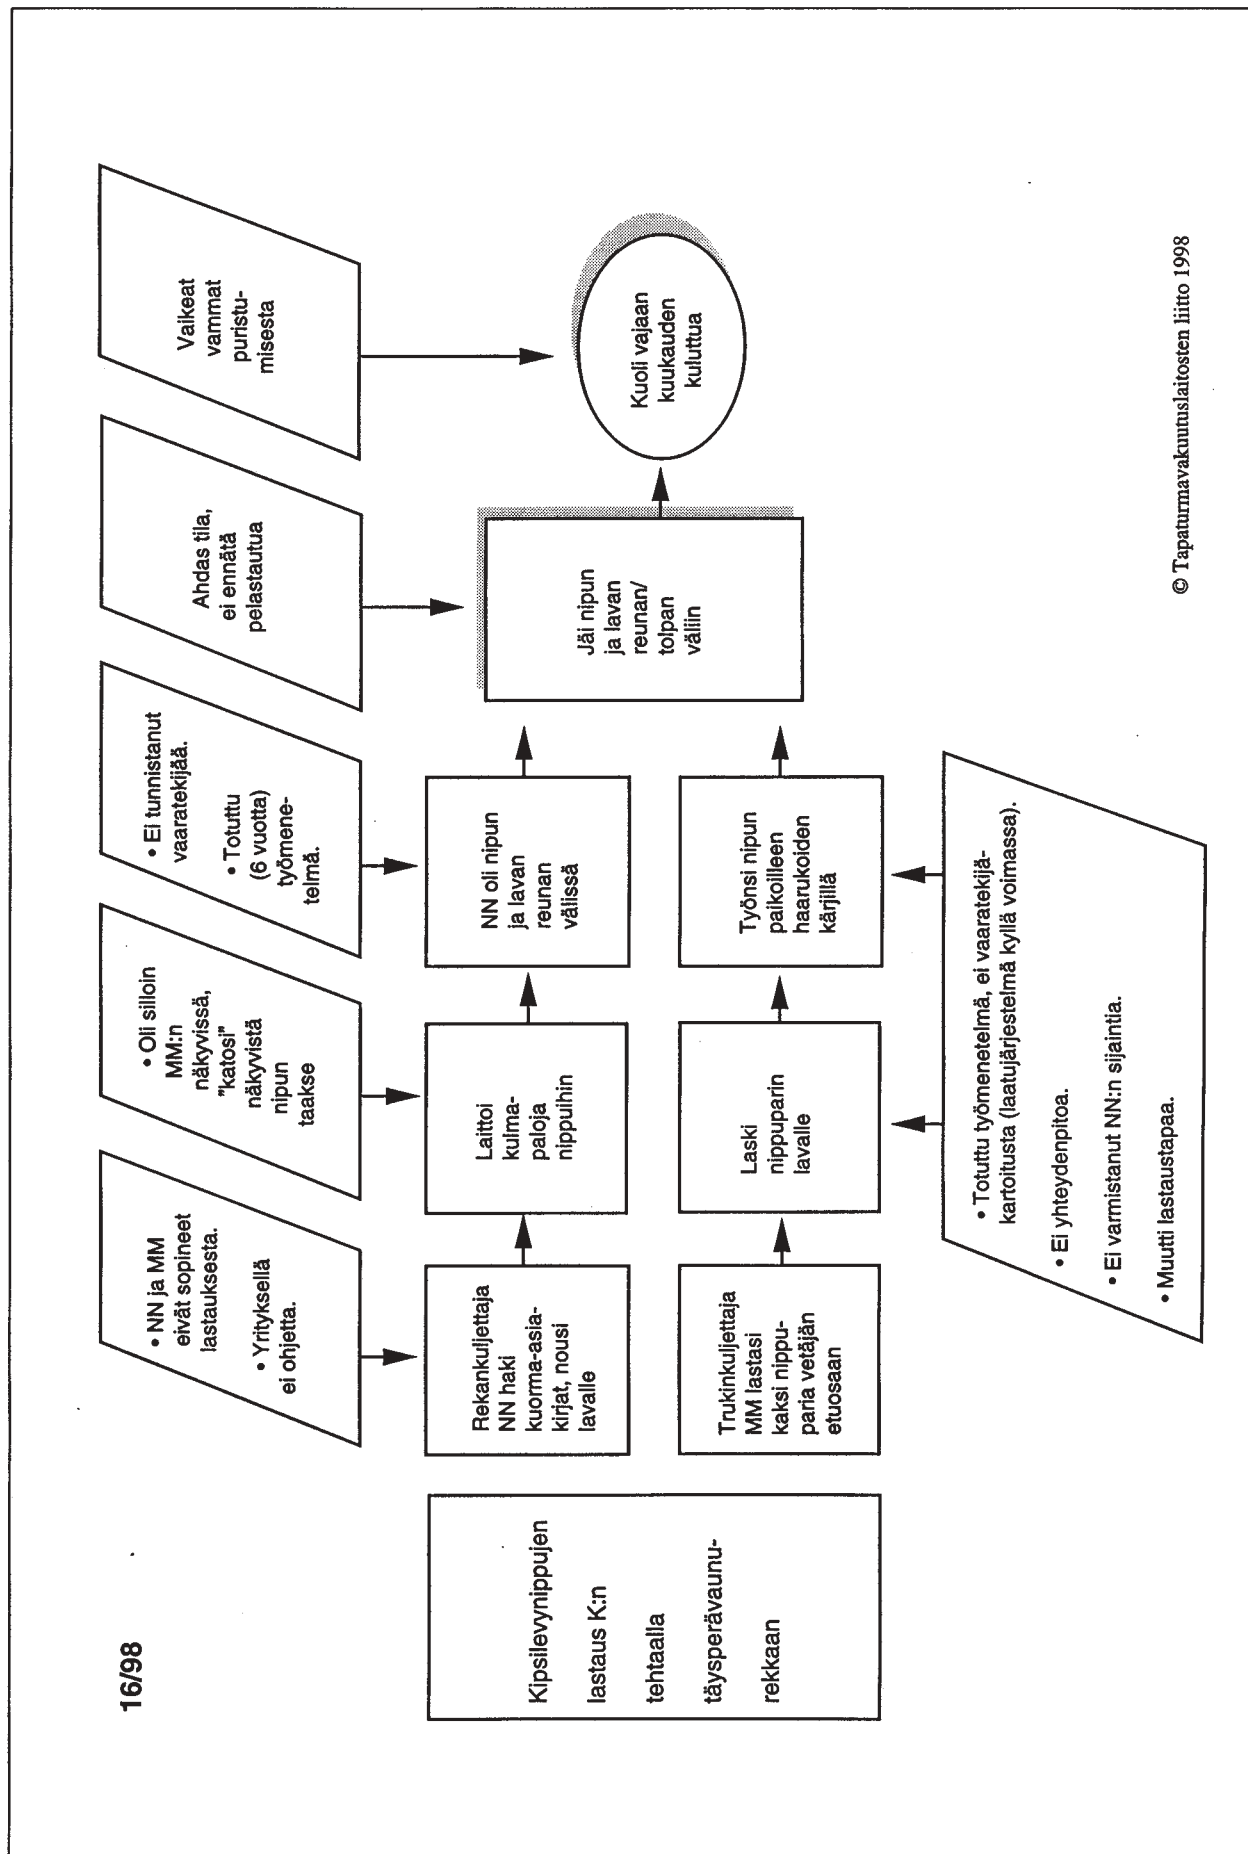 16/98
• NN ja MM
eivät sopineet
lastauksesta.
• Yrityksellä
ei ohjetta.
• Oli silloin
MM:n
näkyvissä,
"katosi"
näkyvistä
nipun
taakse
• Ei tunnistanut
vaaratekijää.
• Totuttu
(6 vuotta)
työmene-
telmä.
Ahdas tila,
ei ennätä
pelastautua
Vaikeat
vammat
puristu-
misesta
Kipsilevynippujen
lastaus K:n
tehtaalla
täysperävaunu-
rekkaan
Rekankuljettaja
NN haki
kuorma-asia-
kirjat, nousi
lavalle
Laittoi
kulma-
paloja
nippuihin
NN oli nipun
ja lavan
reunan
välissä
Trukinkuljettaja
MM lastasi
kaksi nippu-
paria vetäjän
etuosaan
Laski
nippuparin
lavalle
Työnsi nipun
paikoilleen
haarukoiden
kärjillä
Jäi nipun
ja lavan
reunan/
tolpan
väliin
Kuoli vajaan
kuukauden
kuluttua
• Totuttu työmenetelmä, ei vaaratekijä-
kartoitusta (laatujärjestelmä kyllä voimassa).
• Ei yhteydenpitoa.
• Ei varmistanut NN:n sijaintia.
• Muutti lastaustapaa.
© Tapaturmavakuutuslaitosten liitto 1998